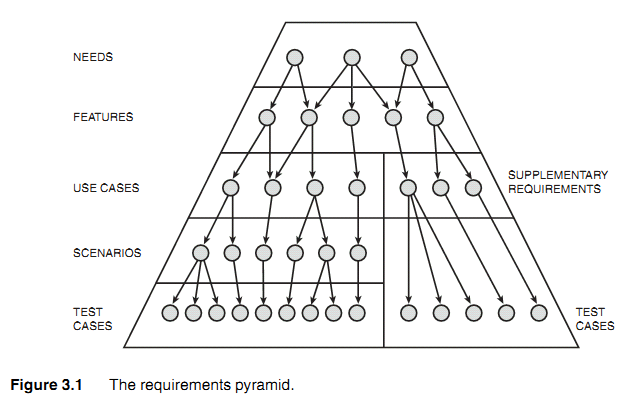 NEEDS
FEATURES
USE CASES
SUPPLEMENTARY
REQUIREMENTS
SCENARIOS
TEST
CASES
TEST
CASES
Figure 3.1 The requirements pyramid.